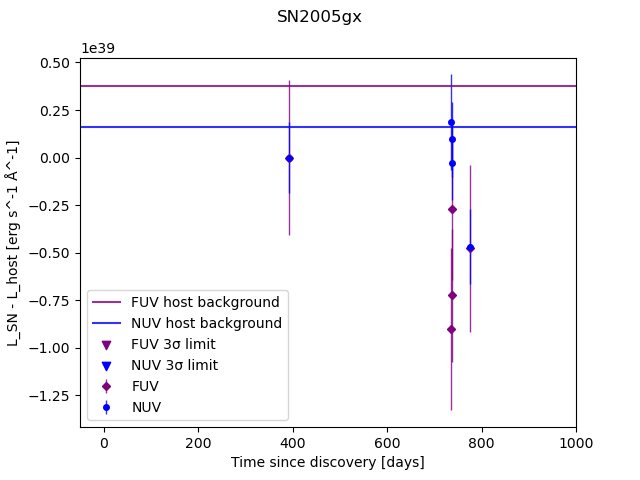 SN2005gx
1e39
0.50
0.25
0.00
−0.25
−0.50
−0.75
−1.00
−1.25
L_SN - L_host [erg s^-1 Å^-1]
FUV host background
NUV host background
FUV 3σ limit
NUV 3σ limit
FUV
NUV
0 200 400 600 800 1000
Time since discovery [days]